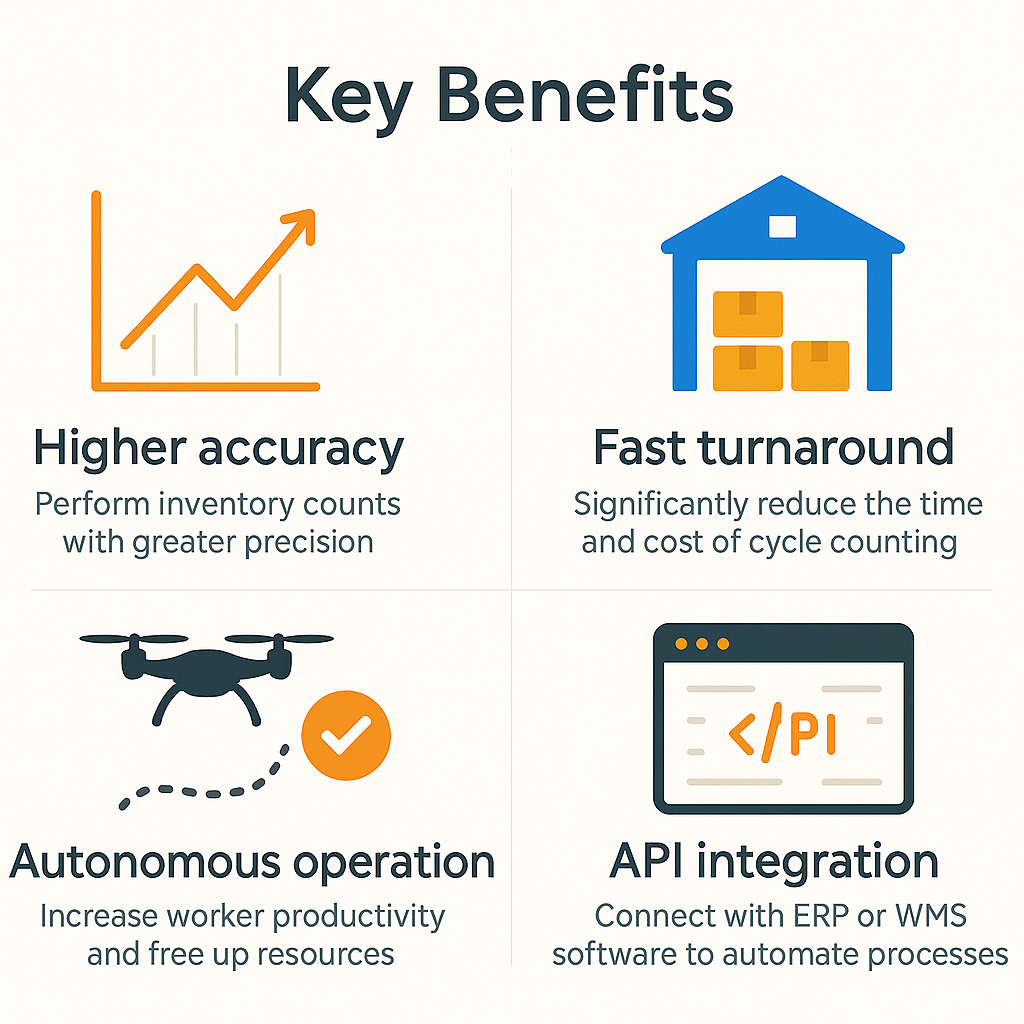 Key Benefits
Higher accuracy
Perform inventory counts
with greater precision
Fast turnaround
Significantly reduce the time
and cost of cycle counting
Autonomous operation
Increase worker productivity
and free up resources
</PI
API integration
Connect with ERP or WMS
software to automate processes